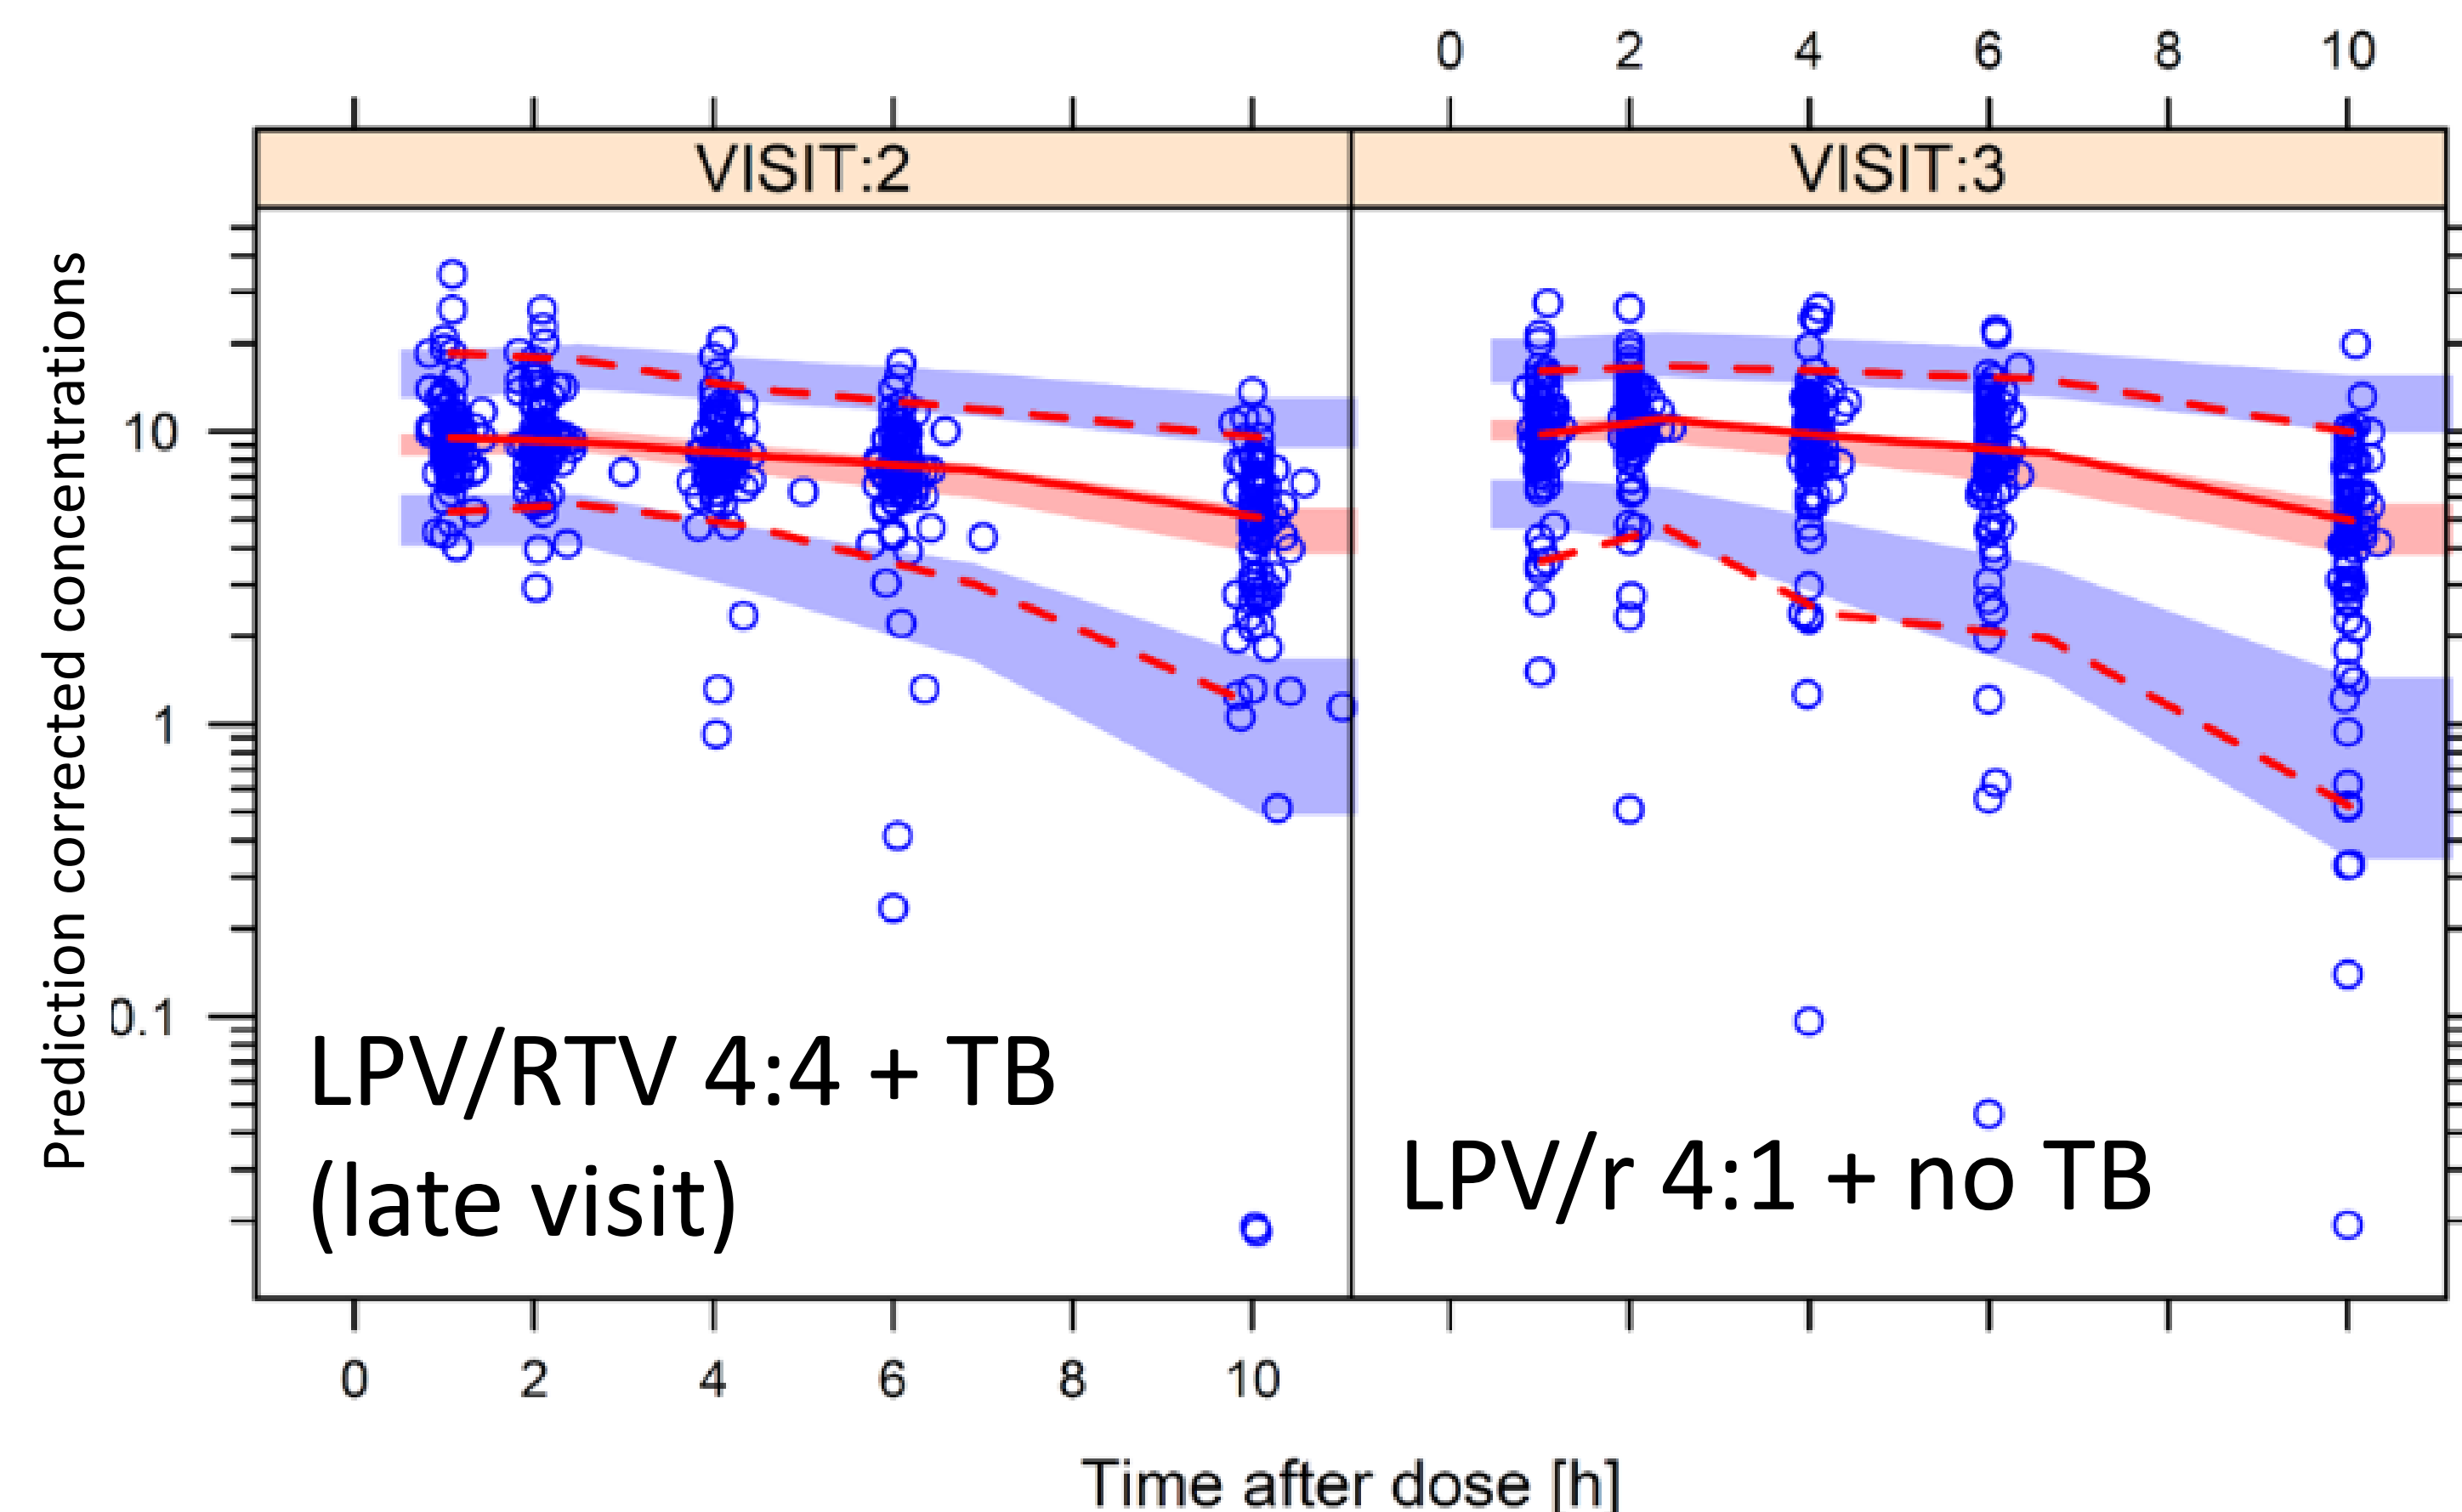 0 2 4 6 8 10
VISIT:2 VISIT:3
Prediction corrected concentrations
10
1
0.1
LPV/RTV 4:4 + TB
(late visit)
LPV/r 4:1 + no TB
0 2 4 6 8 10
Time after dose [h]